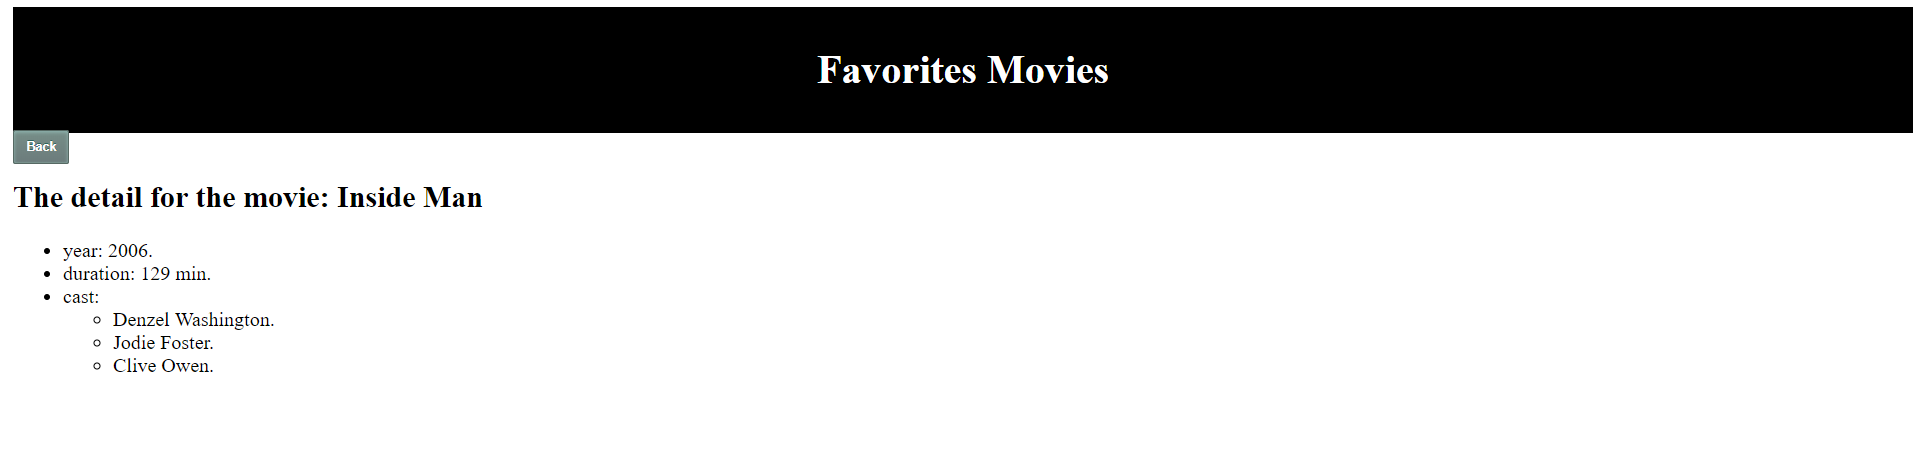 Favorites Movies
Back
The detail for the movie: Inside Man
year: 2006.
duration: 129 min.
cast:
Denzel Washington.
Jodie Foster.
Clive Owen.